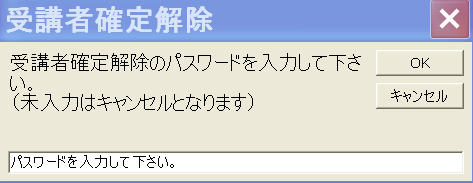 受講者確定解除
受講者確定解除のパスワードを入力して下さ
い。
（未入力はキャンセルとなります）
OK
キャンセル
パスワードを入力して下さい。